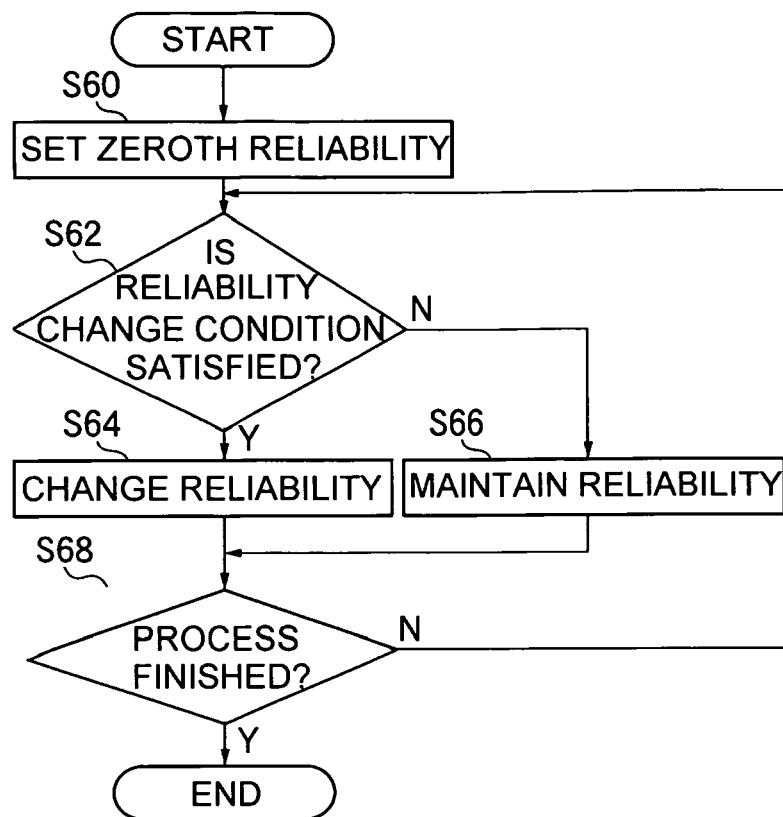 START
S60
SET ZEROTH RELIABILITY
S62
IS
RELIABILITY
CHANGE CONDITION
SATISFIED?
N
Y
S64
CHANGE RELIABILITY
S66
MAINTAIN RELIABILITY
S68
PROCESS
FINISHED?
N
Y
END